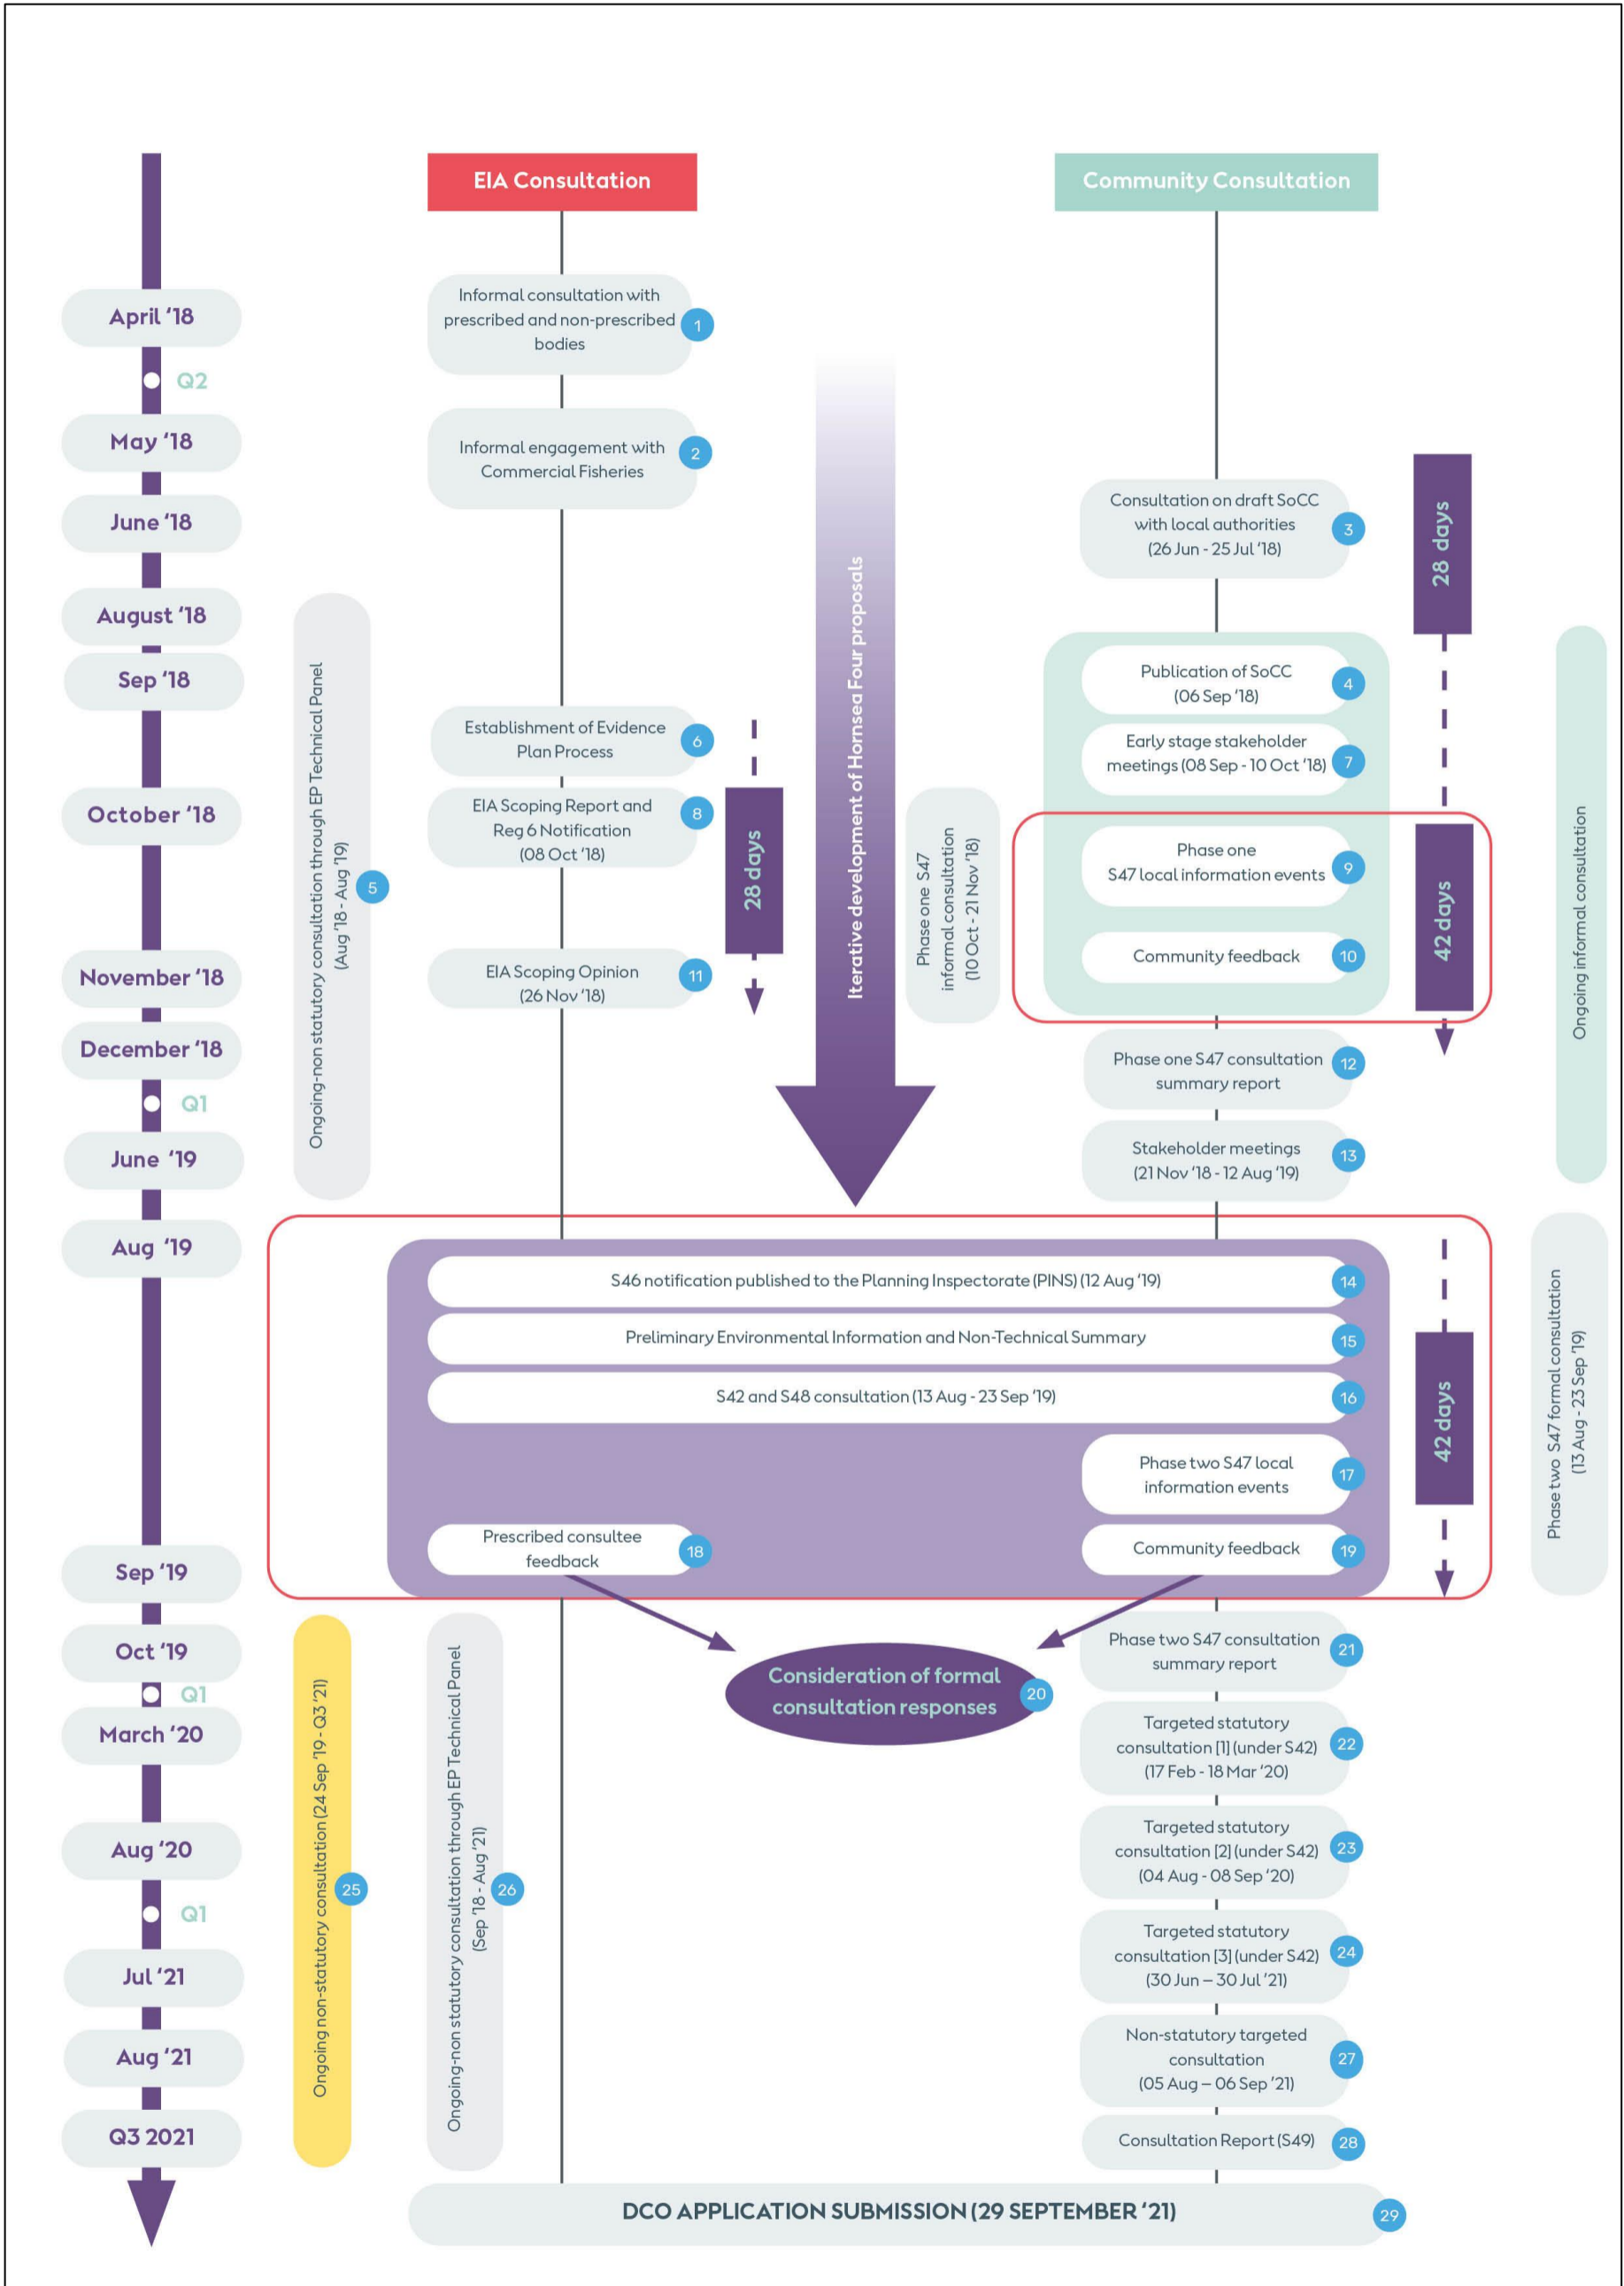 EIA Consultation
Community Consultation
April ‘18
Q2
May ‘18
June ‘18
August ‘18
Sep ‘18
October ‘18
November ‘18
December ‘18
Q1
June ‘19
Aug ‘19
Sep ‘19
Oct ‘19
Q1
March ‘20
Aug ‘20
Q1
Jul ‘21
Aug ‘21
Q3 2021
Informal consultation with
prescribed and non-prescribed
bodies
1
Informal engagement with
Commercial Fisheries
2
Consultation on draft SoCC
with local authorities
(26 Jun - 25 Jul ‘18)
3
28 days
Publication of SoCC
(06 Sep ‘18)
4
Ongoing-non statutory consultation through EP Technical Panel
(Aug ‘18 - Aug ‘19)
5
Establishment of Evidence
Plan Process
6
Early stage stakeholder
meetings (08 Sep - 10 Oct ‘18)
7
EIA Scoping Report and
Reg 6 Notification
(08 Oct ‘18)
8
28 days
Iterative development of Hornsea Four proposals
Phase one S47
informal consultation
(10 Oct - 21 Nov ‘18)
Phase one
S47 local information events
9
Community feedback
10
42 days
Ongoing informal consultation
EIA Scoping Opinion
(26 Nov ‘18)
11
Phase one S47 consultation
summary report
12
Stakeholder meetings
(21 Nov ‘18 - 12 Aug ‘19)
13
S46 notification published to the Planning Inspectorate (PINS) (12 Aug ‘19)
14
Preliminary Environmental Information and Non-Technical Summary
15
S42 and S48 consultation (13 Aug - 23 Sep ‘19)
16
Phase two S47 local
information events
17
42 days
Phase two S47 formal consultation
(13 Aug - 23 Sep ‘19)
Prescribed consultee
feedback
18
Community feedback
19
Consideration of formal
consultation responses
20
Phase two S47 consultation
summary report
21
Targeted statutory
consultation [1] (under S42)
(17 Feb - 18 Mar ‘20)
22
Targeted statutory
consultation [2] (under S42)
(04 Aug - 08 Sep ‘20)
23
Targeted statutory
consultation [3] (under S42)
(30 Jun – 30 Jul ‘21)
24
Ongoing non-statutory consultation (24 Sep ‘19 - Q3 ‘21)
25
Ongoing-non statutory consultation through EP Technical Panel
(Sep ‘18 - Aug ‘21)
26
Non-statutory targeted
consultation
(05 Aug – 06 Sep ‘21)
27
Consultation Report (S49)
28
DCO APPLICATION SUBMISSION (29 SEPTEMBER ‘21)
29